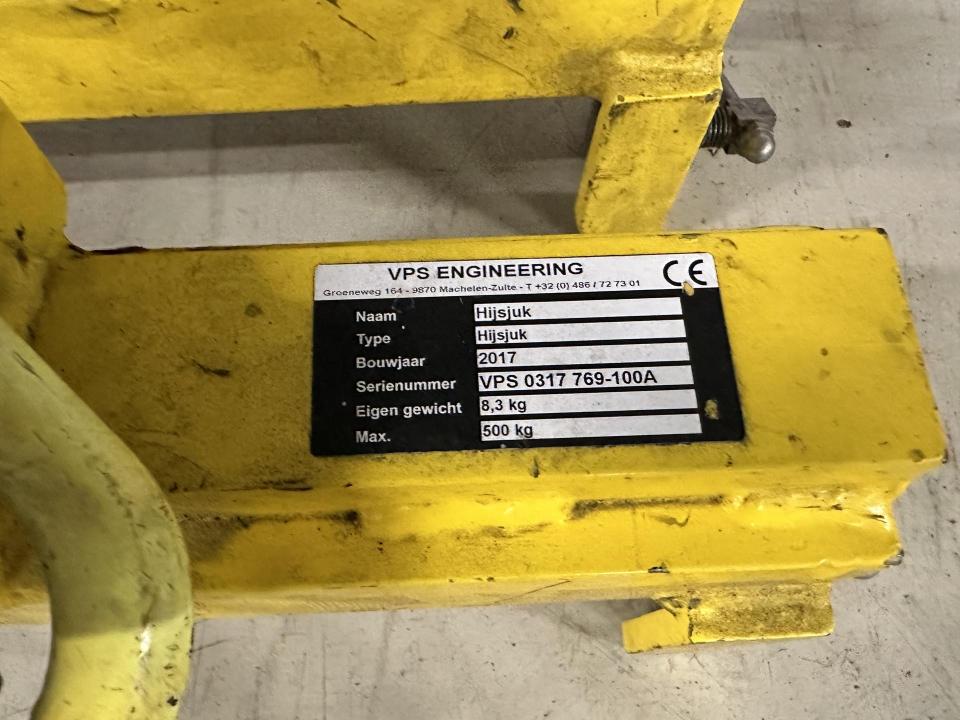 VPS ENGINEERING CE
Groeneweg 164 - 9870 Machelen-Zulte - T +32 (0) 486 / 72 73 01
Naam Hijsjuk
Type Hijsjuk
Bouwjaar 2017
Serienummer VPS 0317 769-100A
Eigen gewicht 8,3 kg
Max. 500 kg